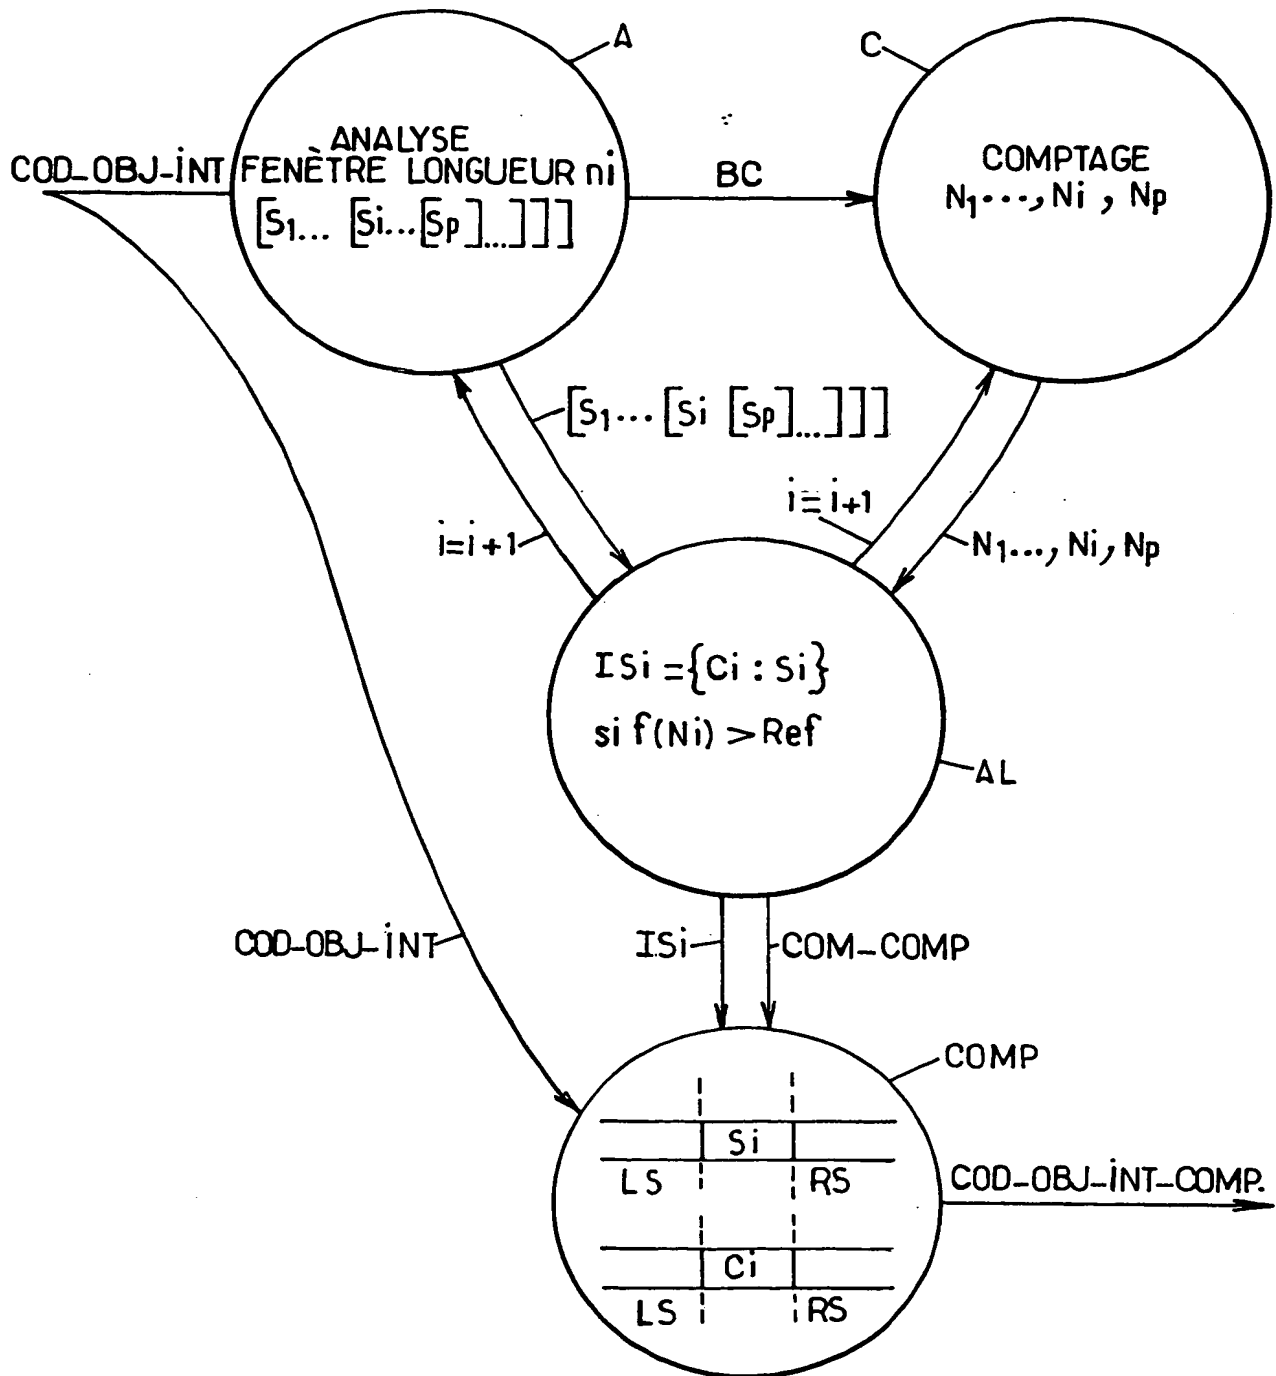 A
C
ANALYSE
COD_OBJ-INT FENÊTRE LONGUEUR ni
[S1... [Si...[Sp]...]]]
BC
COMPTAGE
N1..., Ni , Np
[S1... [Si [Sp]...]]]
i=i+1
i=i+1
N1..., Ni, Np
ISi={Ci : Si}
si f(Ni) > Ref
AL
COD-OBJ-INT
ISi
COM-COMP
COMP
Si
LS
RS
COD-OBJ-INT-COMP.
Ci
LS
RS